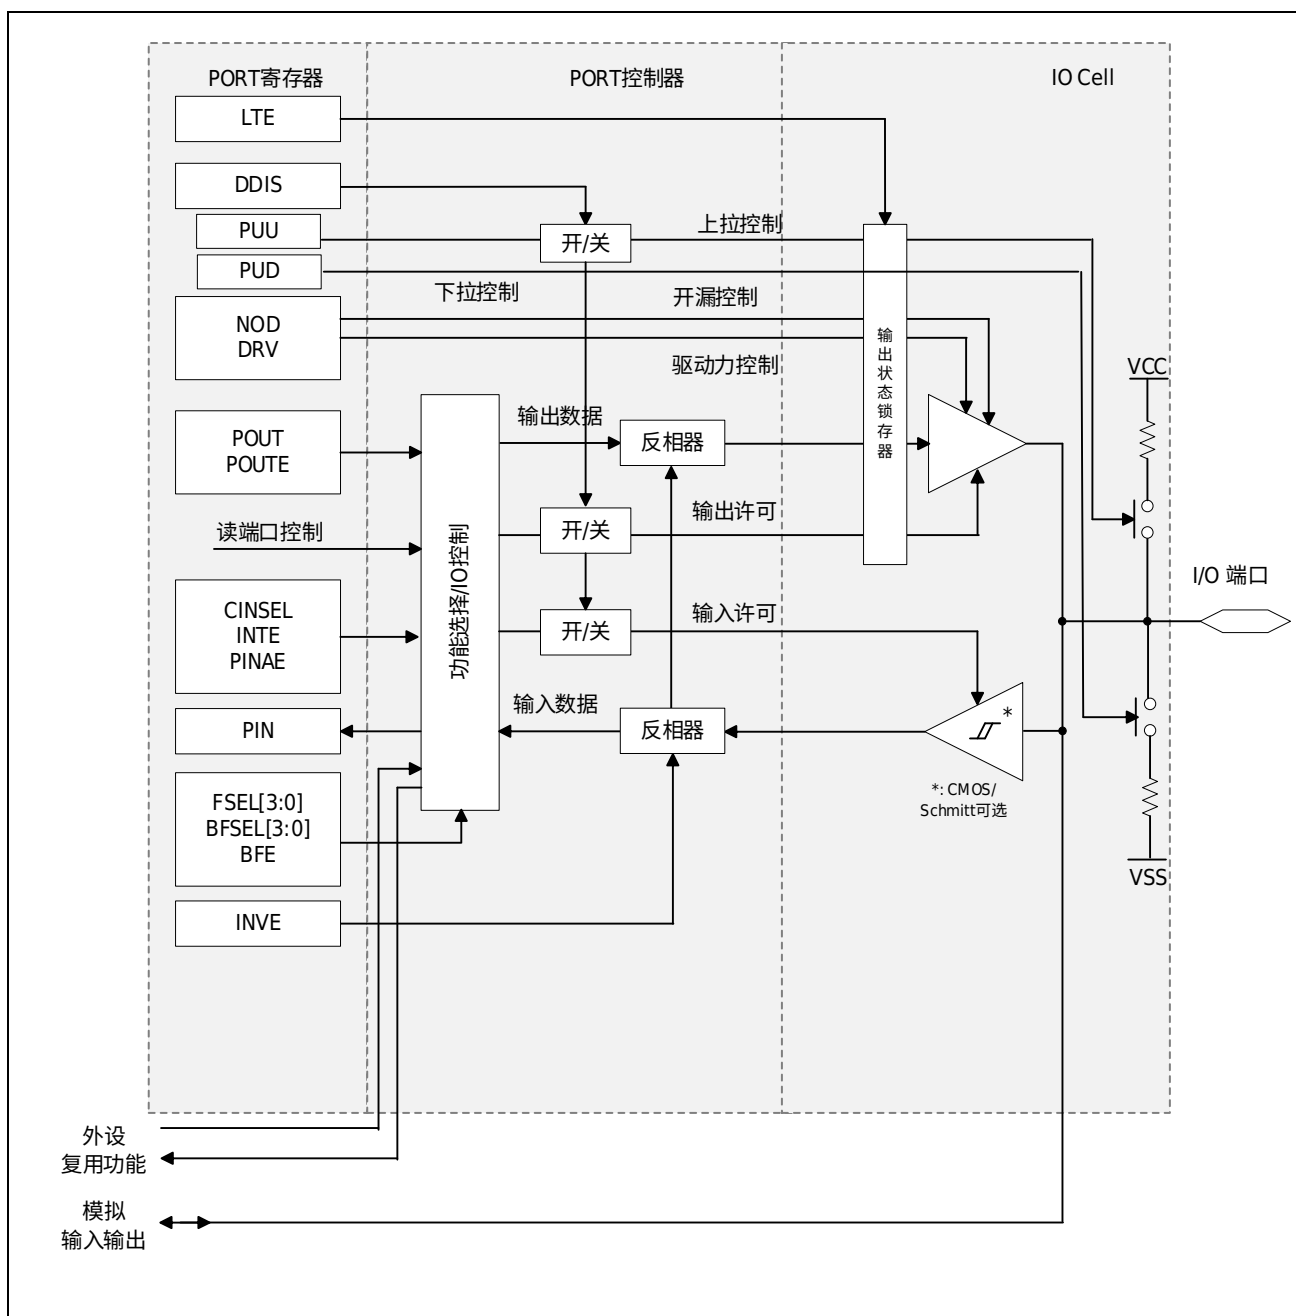 PORT寄存器
PORT控制器
IO Cell
LTE
DDIS
PUU
开/关
上拉控制
PUD
下拉控制
开漏控制
NOD
DRV
驱动力控制
输出状态锁存器
VCC
POUT
POUTE
输出数据
反相器
读端口控制
功能选择/IO控制
开/关
输出许可
I/O 端口
CINSEL
INTE
PINAE
开/关
输入许可
PIN
输入数据
反相器
*
*: CMOS/
Schmitt可选
FSEL[3:0]
BFSEL[3:0]
BFE
VSS
INVE
外设
复用功能
模拟
输入输出